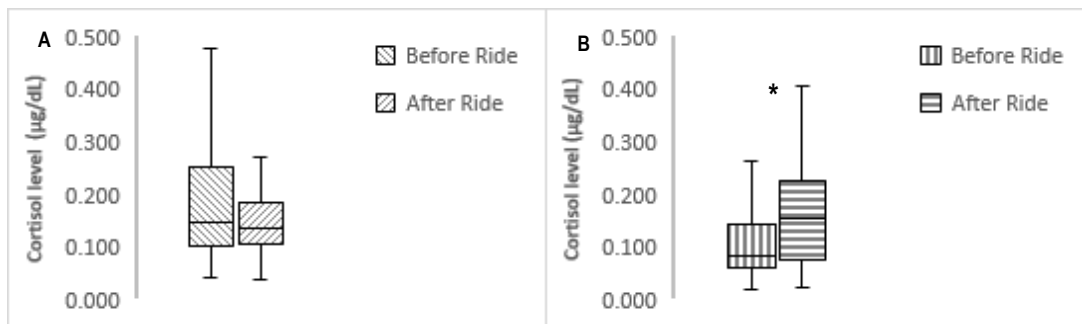 A
Cortisol level (µg/dL)
0.500
0.400
0.300
0.200
0.100
0.000
Before Ride
After Ride
B
Cortisol level (µg/dL)
0.500
0.400
0.300
0.200
0.100
0.000
*
Before Ride
After Ride